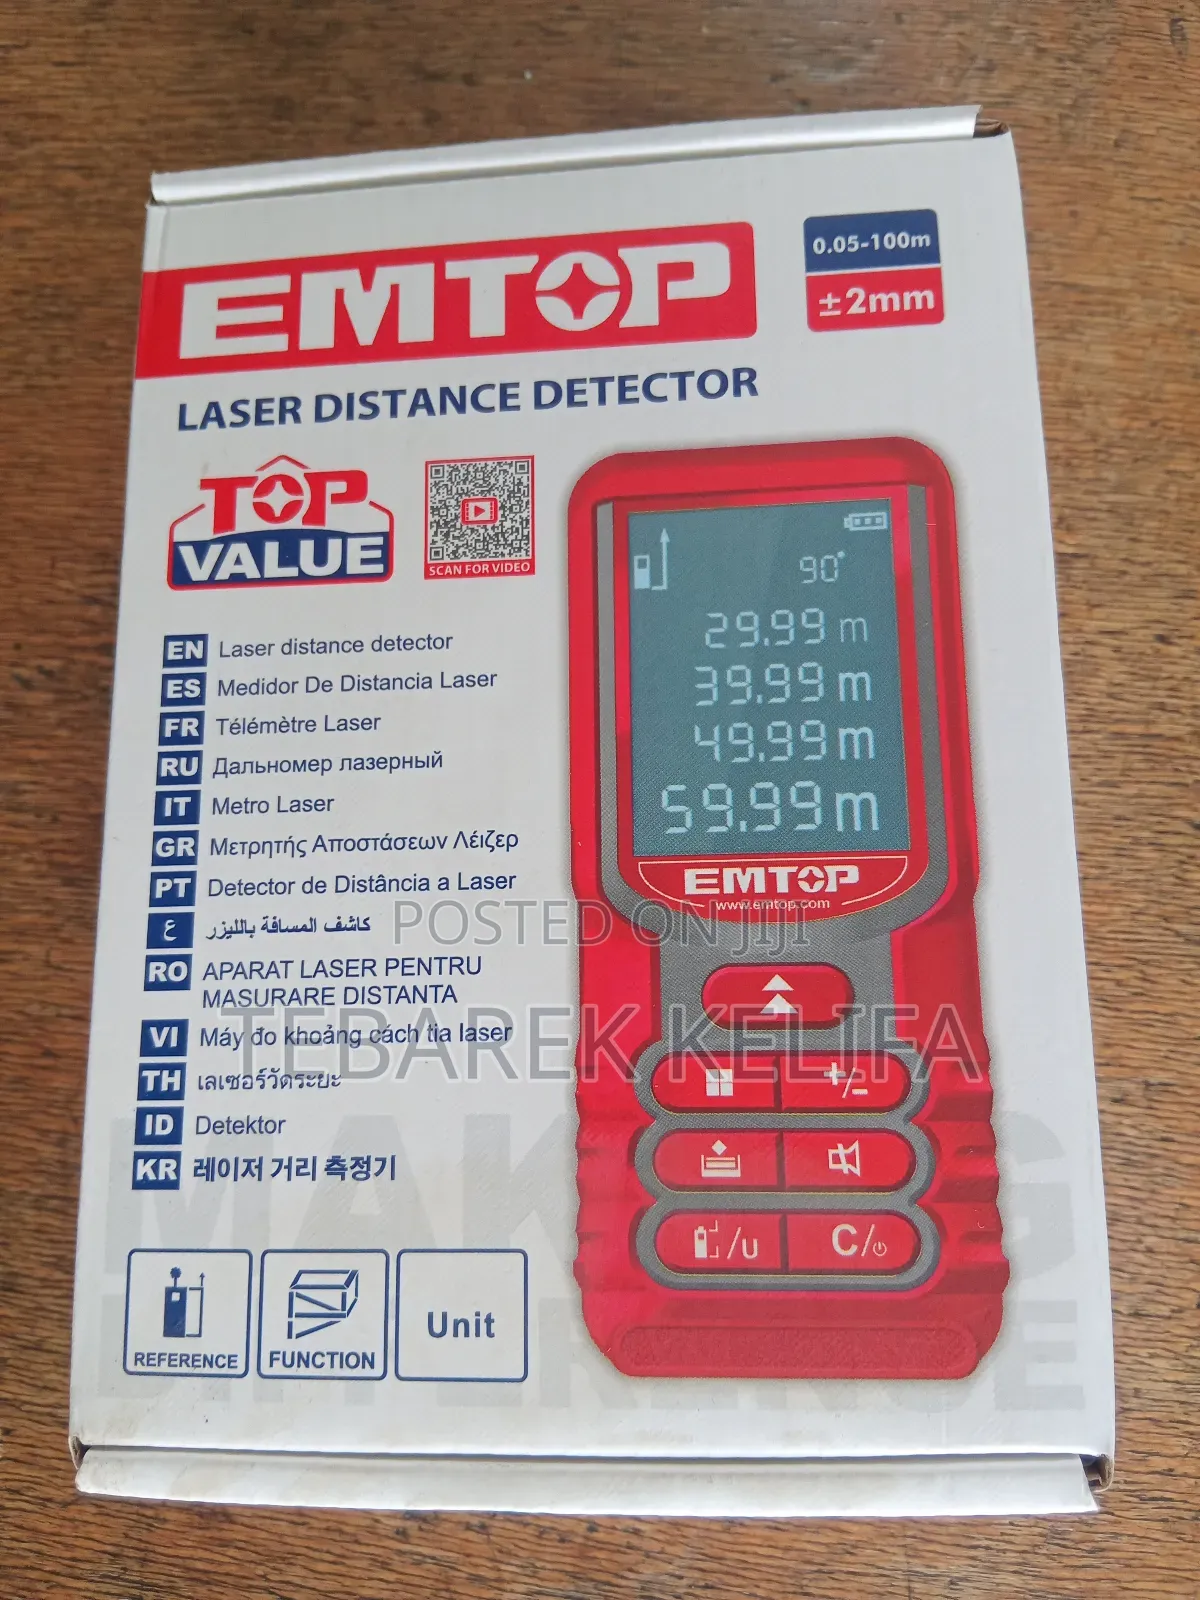 EMTOP
0.05-100m
±2mm
LASER DISTANCE DETECTOR
TOP
VALUE
SCAN FOR VIDEO
EN Laser distance detector
ES Medidor De Distancia Laser
FR Télémètre Laser
RU Дальномер лазерный
IT Metro Laser
GR Μετρητής Αποστάσεων Λέιζερ
PT Detector de Distância a Laser
ع كاشف المسافة بالليزر
RO APARAT LASER PENTRU
MASURARE DISTANTA
VI Máy đo khoảng cách tia laser
TH เลเซอร์วัดระยะ
ID Detektor
KR 레이저 거리 측정기
REFERENCE
FUNCTION
Unit
90°
29.99 m
39.99 m
49.99 m
59.99 m
EMTOP
www.emtop.com
+/-
/u
C/
POSTED ON JIJI
TEBAREK KELIFA
MAKING
DIFFERENCE